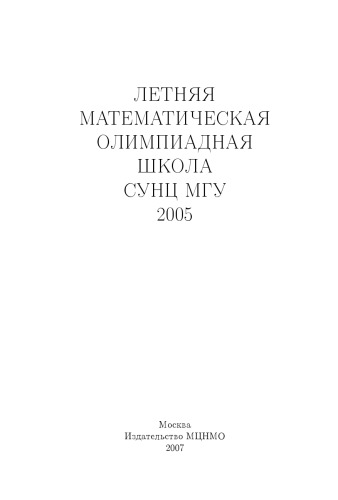 ЛЕТНЯЯ
МАТЕМАТИЧЕСКАЯ
ОЛИМПИАДНАЯ
ШКОЛА
СУНЦ МГУ
2005
Москва
Издательство МЦНМО
2007